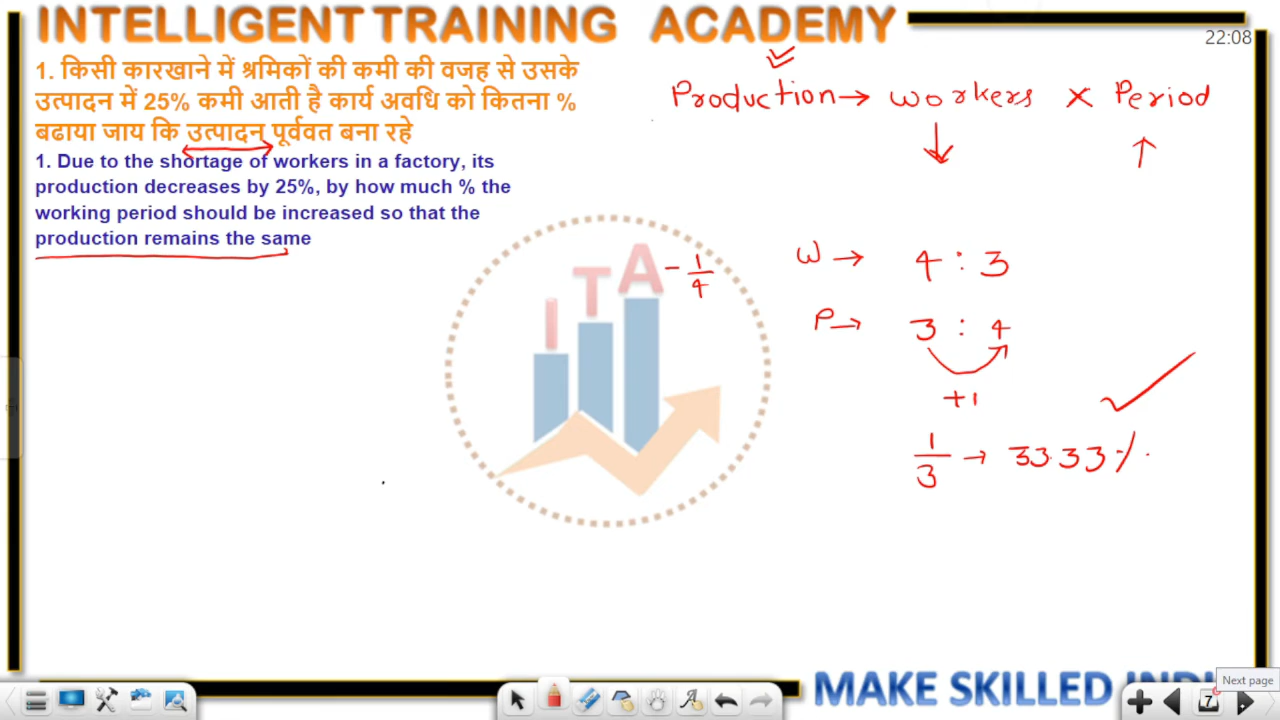 INTELLIGENT TRAINING ACADEMY
22:08
1. किसी कारखाने में श्रमिकों की कमी की वजह से उसके
उत्पादन में 25% कमी आती है कार्य अवधि को कितना %
बढाया जाय कि उत्पादन पूर्ववत बना रहे
1. Due to the shortage of workers in a factory, its
production decreases by 25%, by how much % the
working period should be increased so that the
production remains the same
Production → workers × Period
↓ ↑
I T A
- 1/4
W → 4 : 3
P → 3 : 4
+1
1/3 → 33.33%
MAKE SKILLED INDI
Next page
7